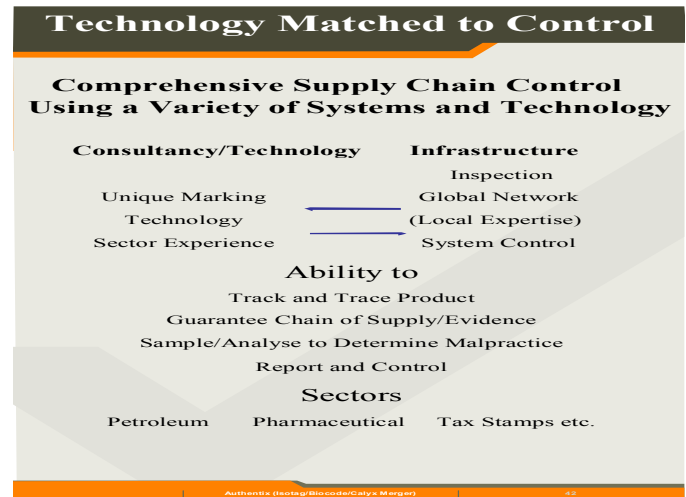 Technology Matched to Control
Comprehensive Supply Chain Control
Using a Variety of Systems and Technology
Consultancy/Technology Infrastructure
Inspection
Unique Marking Global Network
Technology (Local Expertise)
Sector Experience System Control
Ability to
Track and Trace Product
Guarantee Chain of Supply/Evidence
Sample/Analyse to Determine Malpractice
Report and Control
Sectors
Petroleum Pharmaceutical Tax Stamps etc.
Authentix (Isotag/Biocode/Calyx Merger) 43